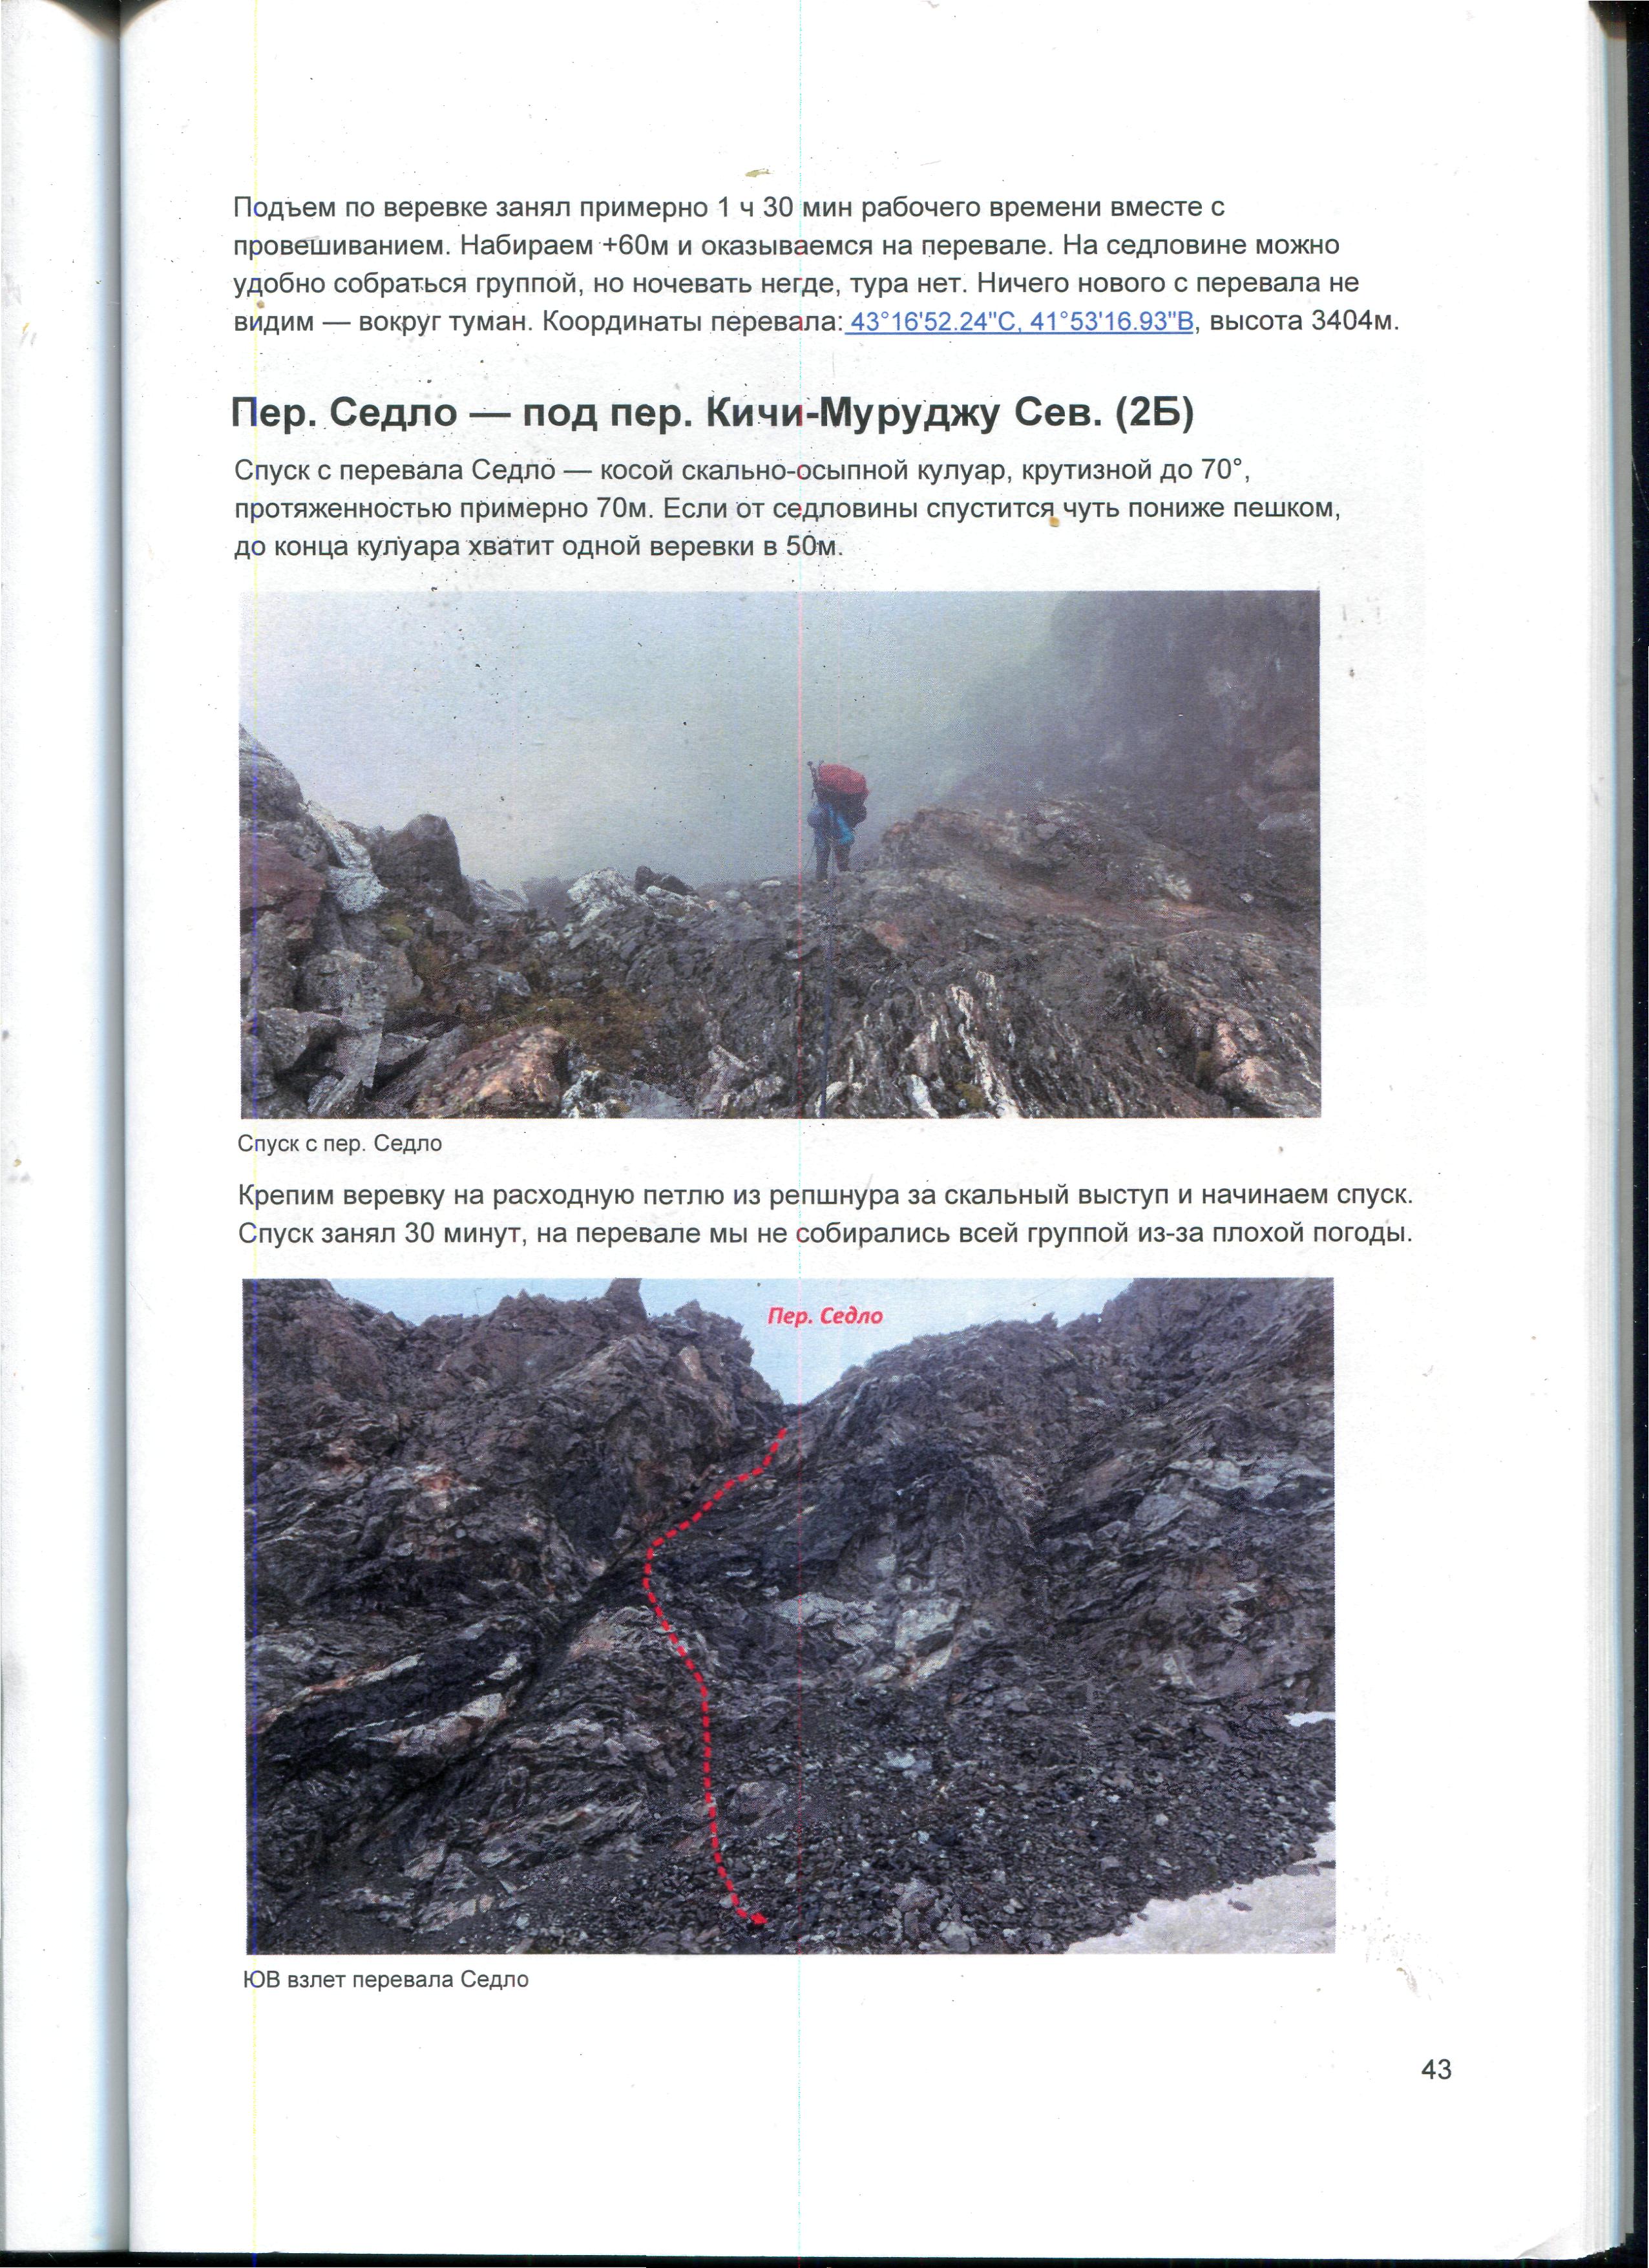 Подъем по веревке занял примерно 1 ч 30 мин рабочего времени вместе с
провешиванием. Набираем +60м и оказываемся на перевале. На седловине можно
удобно собраться группой, но ночевать негде, тура нет. Ничего нового с перевала не
видим — вокруг туман. Координаты перевала: 43°16'52.24"С, 41°53'16.93"В, высота 3404м.
Пер. Седло — под пер. Кичи-Муруджу Сев. (2Б)
Спуск с перевала Седло — косой скально-осыпной кулуар, крутизной до 70°,
протяженностью примерно 70м. Если от седловины спустится чуть пониже пешком,
до конца кулуара хватит одной веревки в 50м.
Спуск с пер. Седло
Крепим веревку на расходную петлю из репшнура за скальный выступ и начинаем спуск.
Спуск занял 30 минут, на перевале мы не собирались всей группой из-за плохой погоды.
Пер. Седло
ЮВ взлет перевала Седло
43